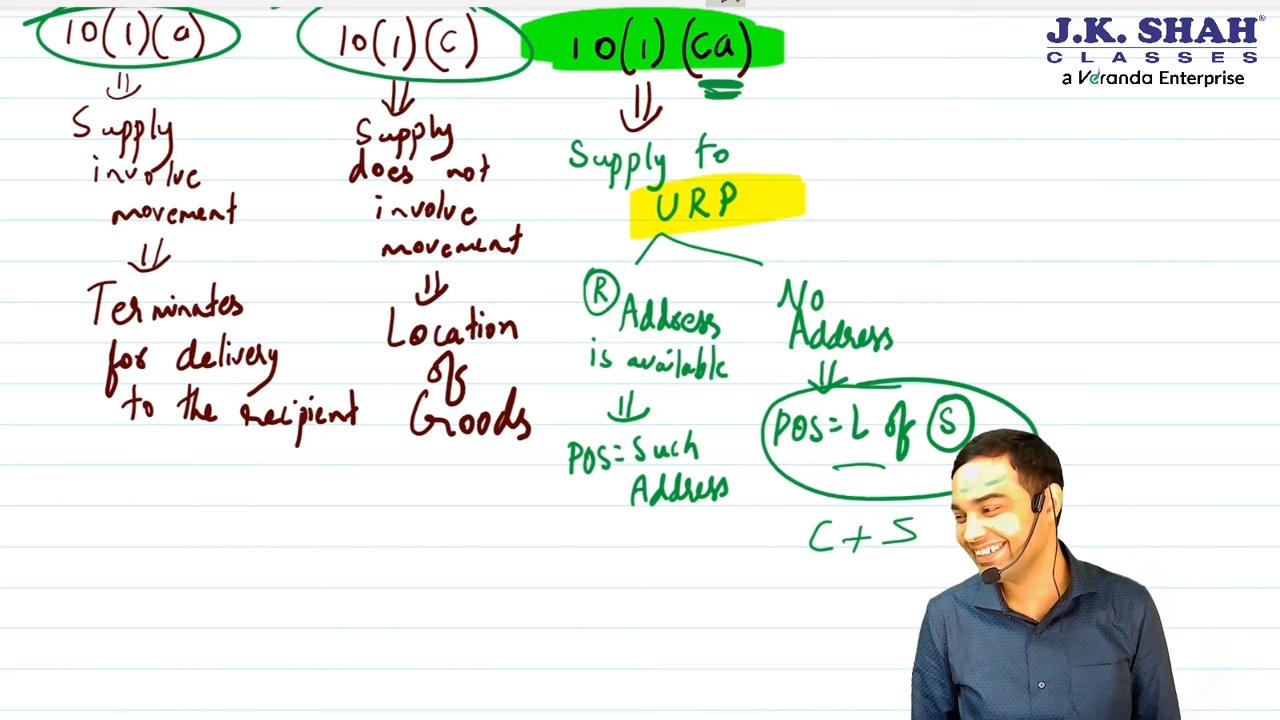 10(1)(a)
Supply
involve
movement
Terminates
for delivery
to the recipient
10(1)(c)
Supply
does not
involve
movement
Location
of
Goods
10(1)(ca)
Supply to
URP
R Address
is available
POS = Such
Address
No
Address
POS = L of S
C + S
J.K. SHAH®
CLASSES
a Veranda Enterprise